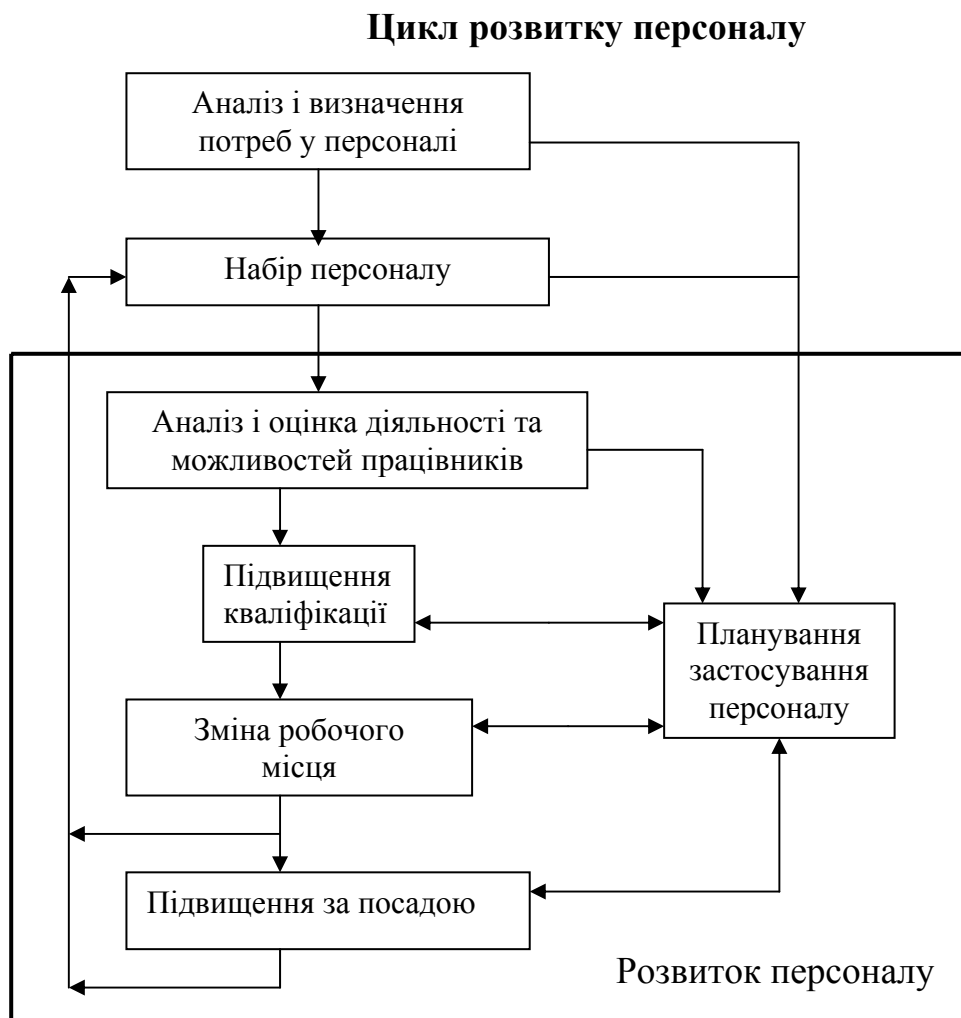 Цикл розвитку персоналу
Аналіз і визначення
потреб у персоналі
Набір персоналу
Аналіз і оцінка діяльності та
можливостей працівників
Підвищення
кваліфікації
Планування
застосування
персоналу
Зміна робочого
місця
Підвищення за посадою
Розвиток персоналу